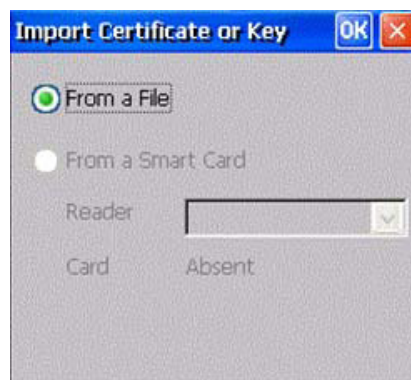 Import Certificate or Key OK
From a File
From a Smart Card
Reader
Card Absent